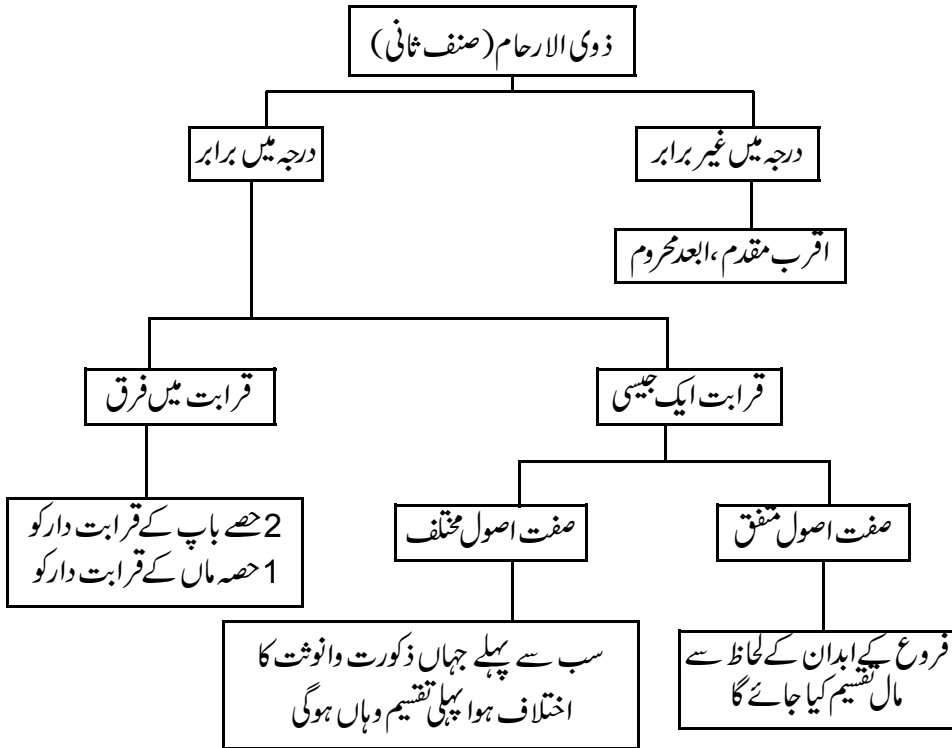 ذوی الارحام (صنف ثانی)
درجہ میں غیر برابر
درجہ میں برابر
اقرب مقدم، ابعد محروم
قرابت ایک جیسی
قرابت میں فرق
صفت اصول متفق
صفت اصول مختلف
2 حصے باپ کے قرابت دار کو
1 حصہ ماں کے قرابت دار کو
فروع کے ابدان کے لحاظ سے
مال تقسیم کیا جائے گا
سب سے پہلے جہاں ذکورت وانوثت کا
اختلاف ہوا پہلی تقسیم وہاں ہوگی